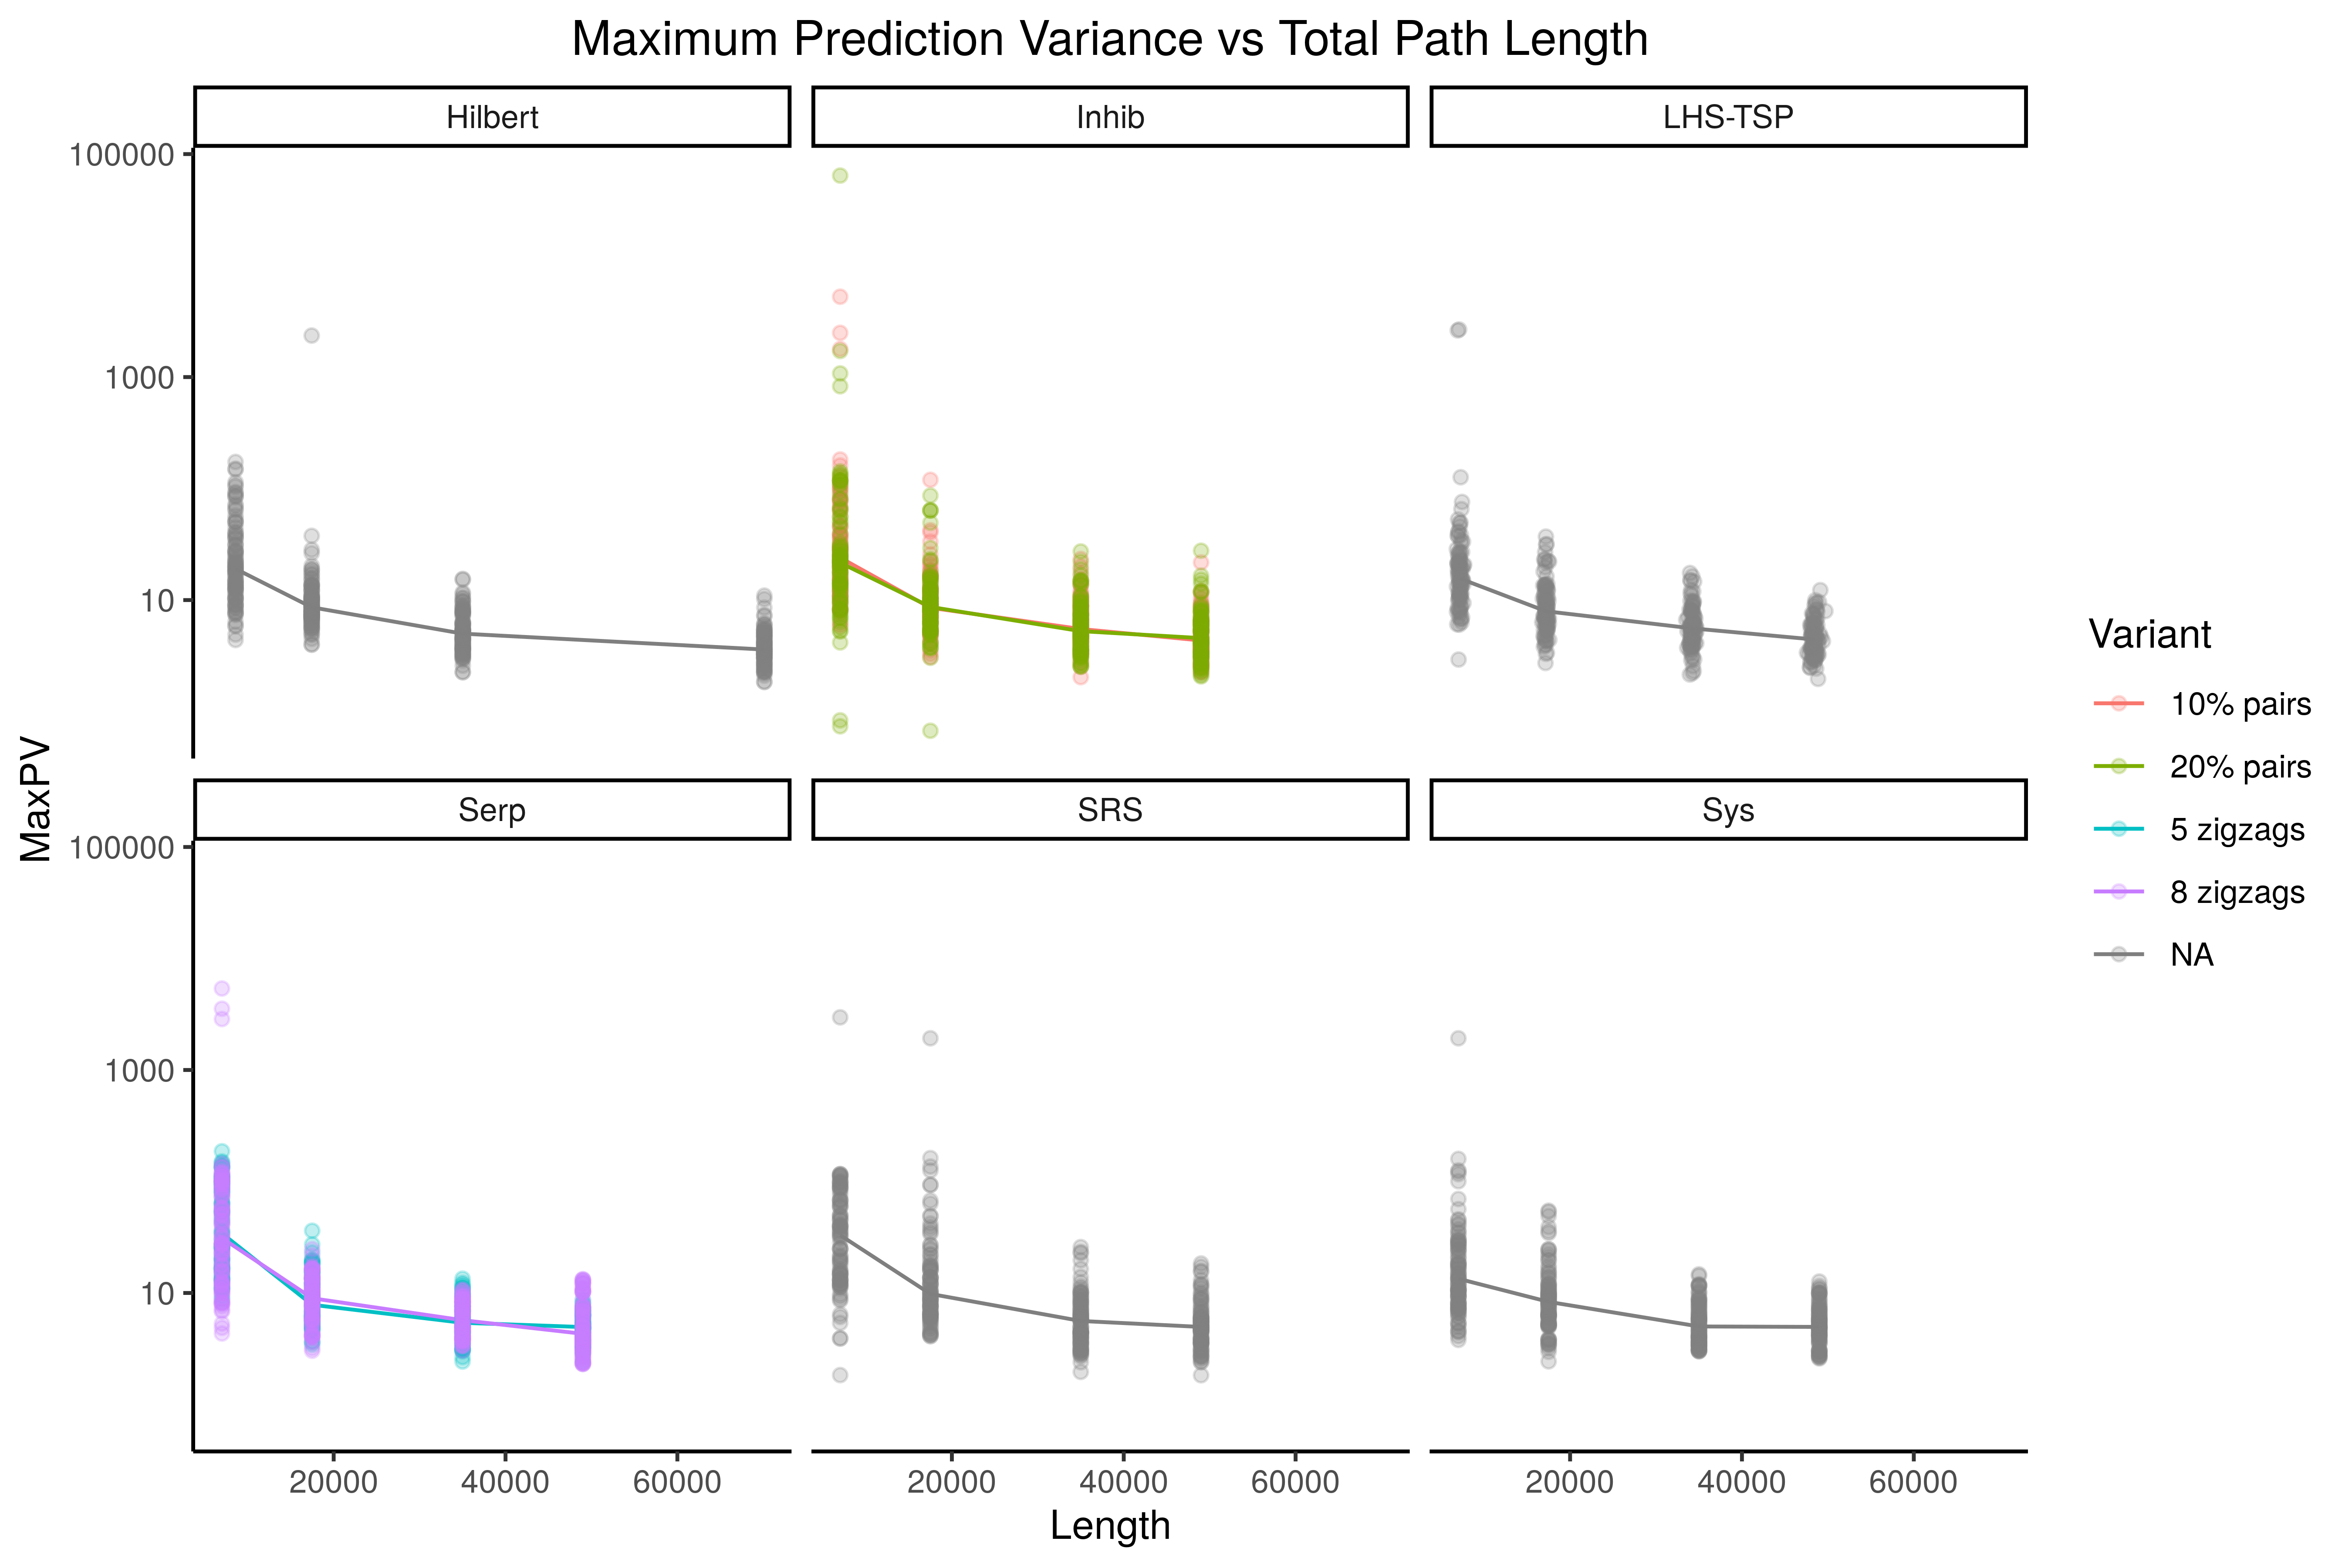 Maximum Prediction Variance vs Total Path Length
Hilbert
Inhib
LHS-TSP
100000
1000
10
Serp
SRS
Sys
100000
1000
10
20000
40000
60000
20000
40000
60000
20000
40000
60000
Length
MaxPV
Variant
10% pairs
20% pairs
5 zigzags
8 zigzags
NA